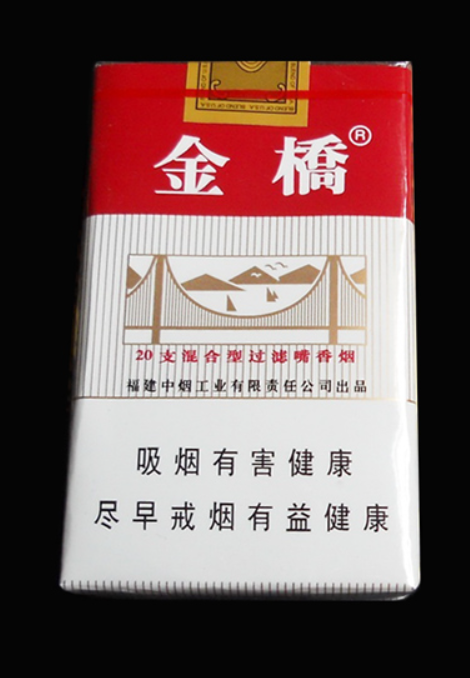 BLEND OF U.S.A
金橋®
20支混合型过滤嘴香烟
福建中烟工业有限责任公司出品
吸烟有害健康
尽早戒烟有益健康